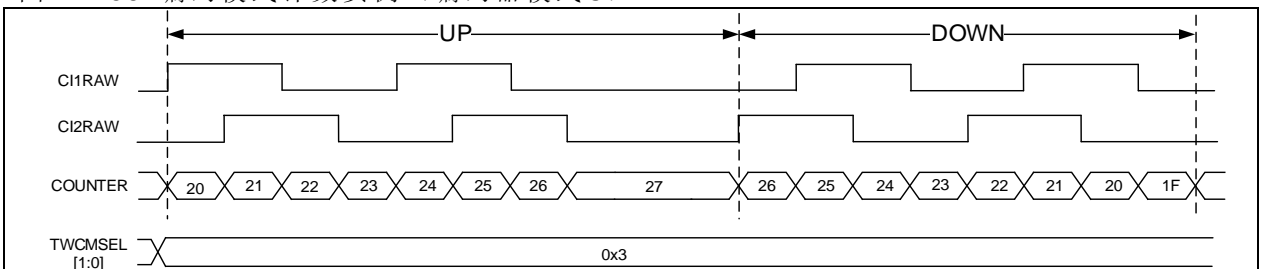 UP DOWN
CI1RAW
CI2RAW
COUNTER 20 21 22 23 24 25 26 27 26 25 24 23 22 21 20 1F
TWCMSEL
[1:0]
0x3